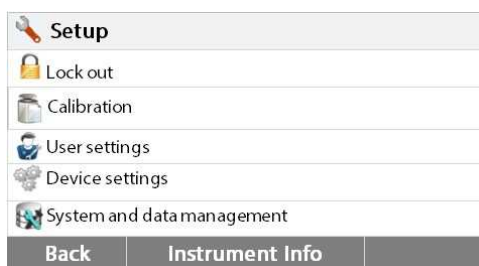 Setup
Lock out
Calibration
User settings
Device settings
System and data management
Back Instrument Info